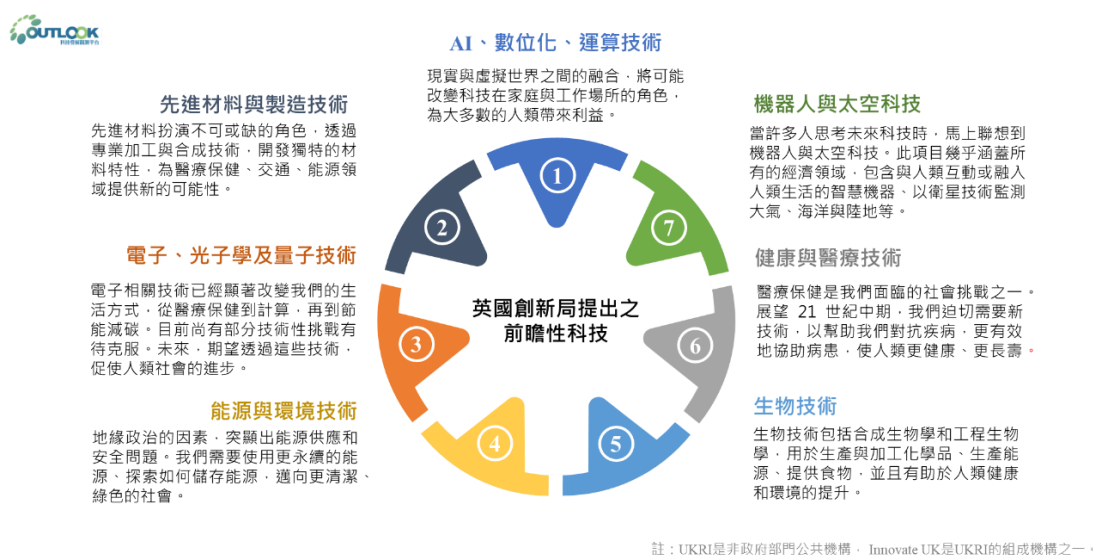 OUTLOOK
科技發展觀測平台
AI、數位化、運算技術
現實與虛擬世界之間的融合，將可能
改變科技在家庭與工作場所的角色，
為大多數的人類帶來利益。
先進材料與製造技術
先進材料扮演不可或缺的角色，透過
專業加工與合成技術，開發獨特的材
料特性，為醫療保健、交通、能源領
域提供新的可能性。
電子、光子學及量子技術
電子相關技術已經顯著改變我們的生
活方式，從醫療保健到計算，再到節
能減碳。目前尚有部分技術性挑戰有
待克服。未來，期望透過這些技術，
促使人類社會的進步。
能源與環境技術
地緣政治的因素，突顯出能源供應和
安全問題。我們需要使用更永續的能
源、探索如何儲存能源，邁向更清潔、
綠色的社會。
機器人與太空科技
當許多人思考未來科技時，馬上聯想到
機器人與太空科技。此項目幾乎涵蓋所
有的經濟領域，包含與人類互動或融入
人類生活的智慧機器、以衛星技術監測
大氣、海洋與陸地等。
健康與醫療技術
醫療保健是我們面臨的社會挑戰之一。
展望 21 世紀中期，我們迫切需要新
技術，以幫助我們對抗疾病，更有效
地協助病患，使人類更健康、更長壽。
生物技術
生物技術包括合成生物學和工程生物
學，用於生產與加工化學品、生產能
源、提供食物，並且有助於人類健康
和環境的提升。
1
2
3
4
5
6
7
英國創新局提出之
前瞻性科技
註：UKRI是非政府部門公共機構， Innovate UK是UKRI的組成機構之一，